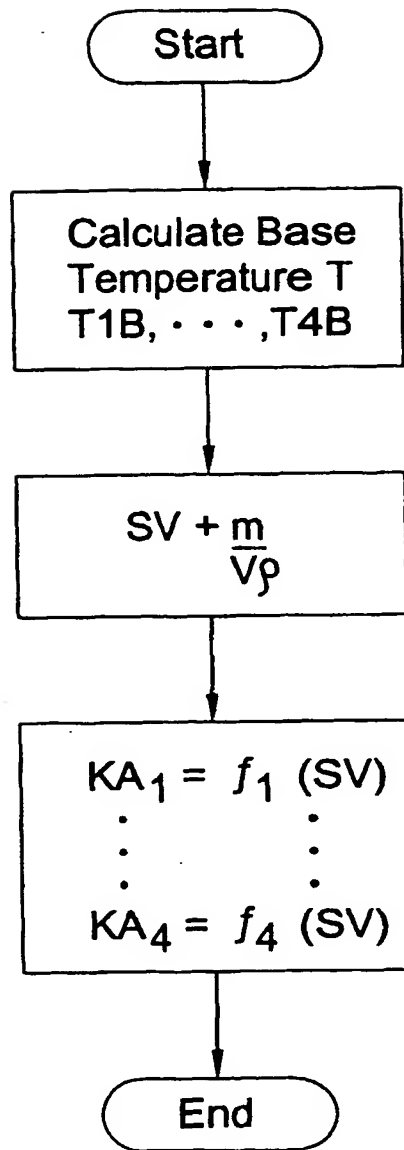 Start
Calculate Base
Temperature T
T1B, · · · ,T4B
SV + m
Vρ
KA₁ = f₁ (SV)
· ·
· ·
· ·
KA₄ = f₄ (SV)
End